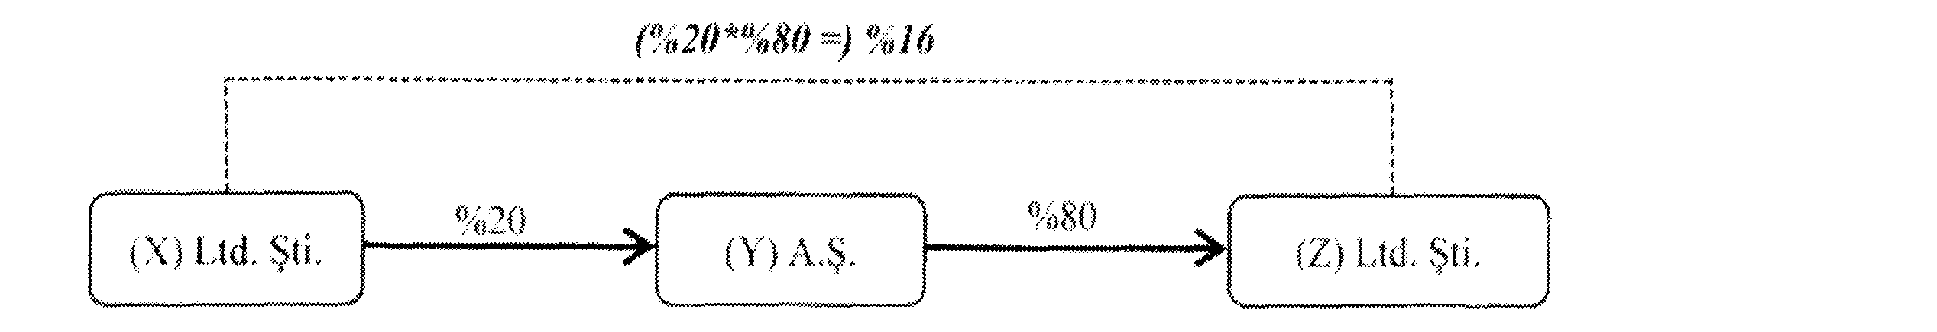 (%20*%80 =) %16
%20
%80
(X) Ltd. Şti.
(Y) A.Ş.
(Z) Ltd. Şti.